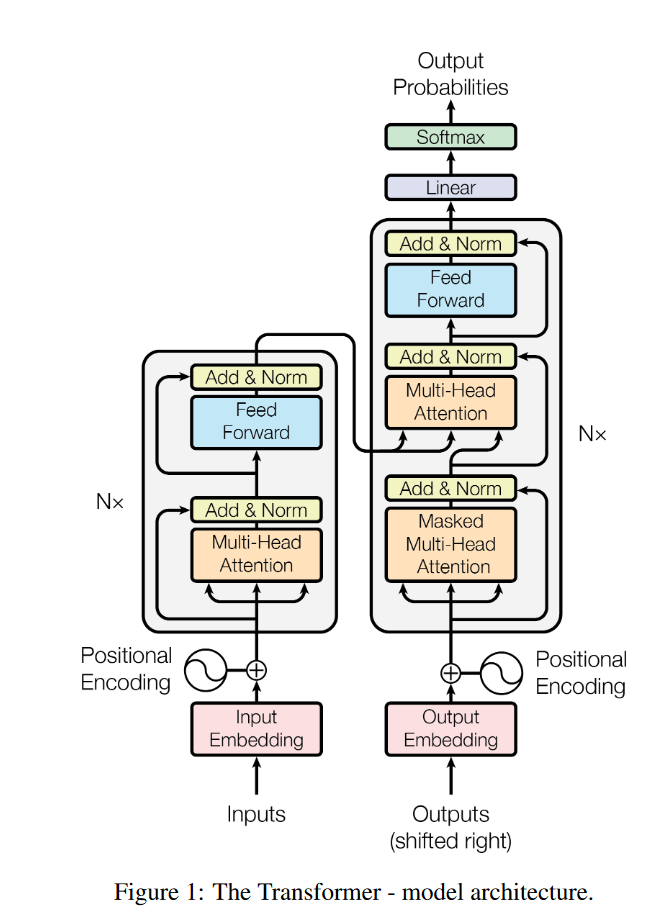 Output
Probabilities
Softmax
Linear
Add & Norm
Feed
Forward
Add & Norm
Multi-Head
Attention
Add & Norm
Masked
Multi-Head
Attention
N×
Add & Norm
Feed
Forward
Add & Norm
Multi-Head
Attention
N×
Positional
Encoding
Positional
Encoding
Input
Embedding
Output
Embedding
Inputs
Outputs
(shifted right)
Figure 1: The Transformer - model architecture.